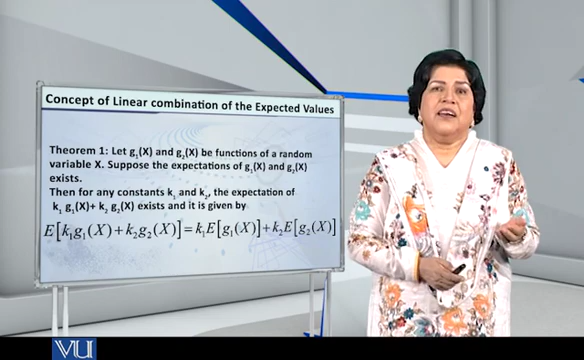 Concept of Linear combination of the Expected Values
Theorem 1: Let g₁(X) and g₂(X) be functions of a random
variable X. Suppose the expectations of g₁(X) and g₂(X)
exists.
Then for any constants k₁ and k₂, the expectation of
k₁ g₁(X)+ k₂ g₂(X) exists and it is given by
E[k₁g₁(X)+k₂g₂(X)]=k₁E[g₁(X)]+k₂E[g₂(X)]
VU